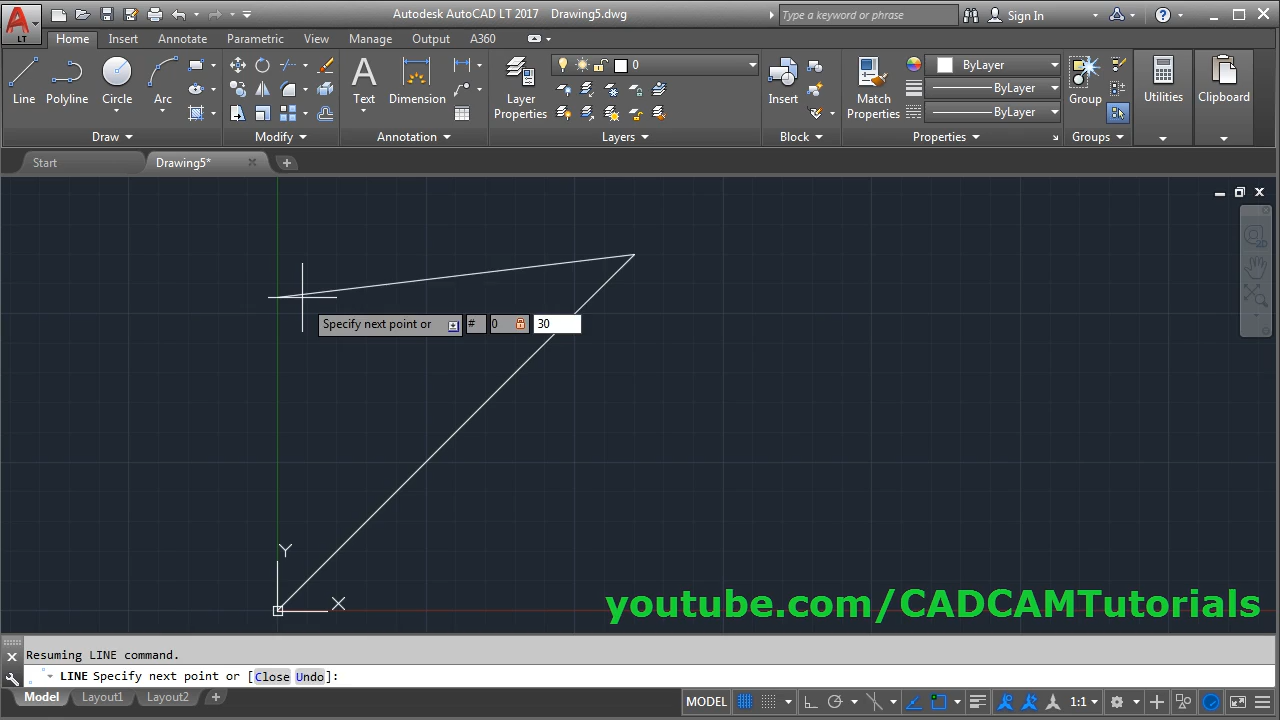 Autodesk AutoCAD LT 2017 Drawing5.dwg
Type a keyword or phrase
Sign In
LT
Home Insert Annotate Parametric View Manage Output A360
Line Polyline Circle Arc
Text Dimension
Layer Properties
0
Insert
Match Properties
ByLayer
ByLayer
ByLayer
Group
Utilities
Clipboard
Draw Modify Annotation Layers Block Properties Groups
Start Drawing5*
Specify next point or # 0 30
Y
X
youtube.com/CADCAMTutorials
Resuming LINE command.
LINE Specify next point or [Close Undo]:
Model Layout1 Layout2 +
MODEL 1:1